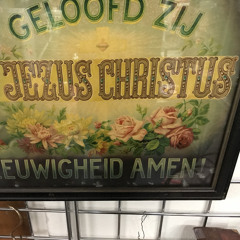 GELOOFD ZIJ
JEZUS CHRISTUS
EEUWIGHEID AMEN!